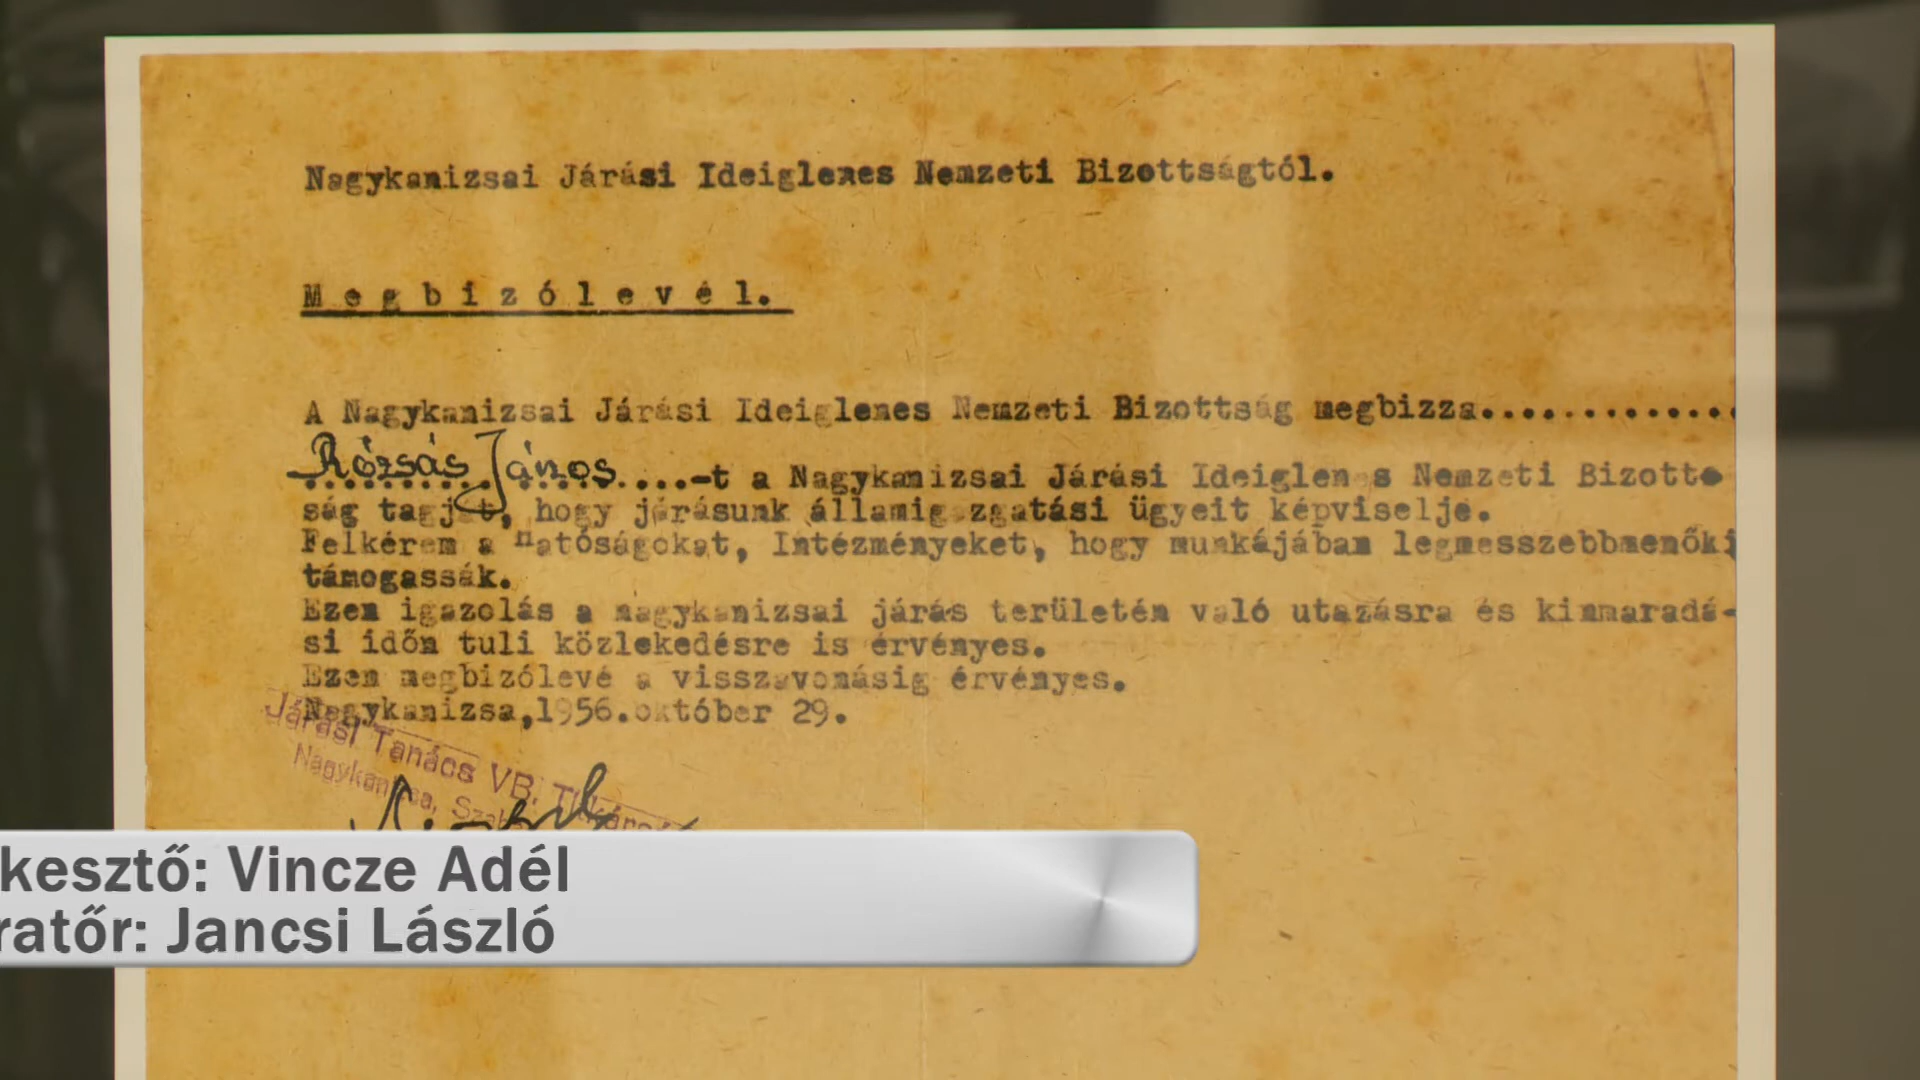 Nagykanizsai Járási Ideiglenes Nemzeti Bizottságtól.
Megbizólevél.
A Nagykanizsai Járási Ideiglenes Nemzeti Bizottság megbizza.............
Rózsás János....-t a Nagykanizsai Járási Ideiglenes Nemzeti Bizott-
ság tagját, hogy járásunk államigazgatási ügyeit képviselje.
Felkérem a Hatóságokat, Intézményeket, hogy munkájában legmesszebbmenőki
támogassák.
Ezen igazolás a nagykanizsai járás területén való utazásra és kinmaradá-
si időn tuli közlekedésre is érvényes.
Ezen megbizólevé a visszavonásig érvényes.
Nagykanizsa,1956.október 29.
Járási Tanács VB. Titkára
Nagykanizsa,
kesztő: Vincze Adél
ratőr: Jancsi László